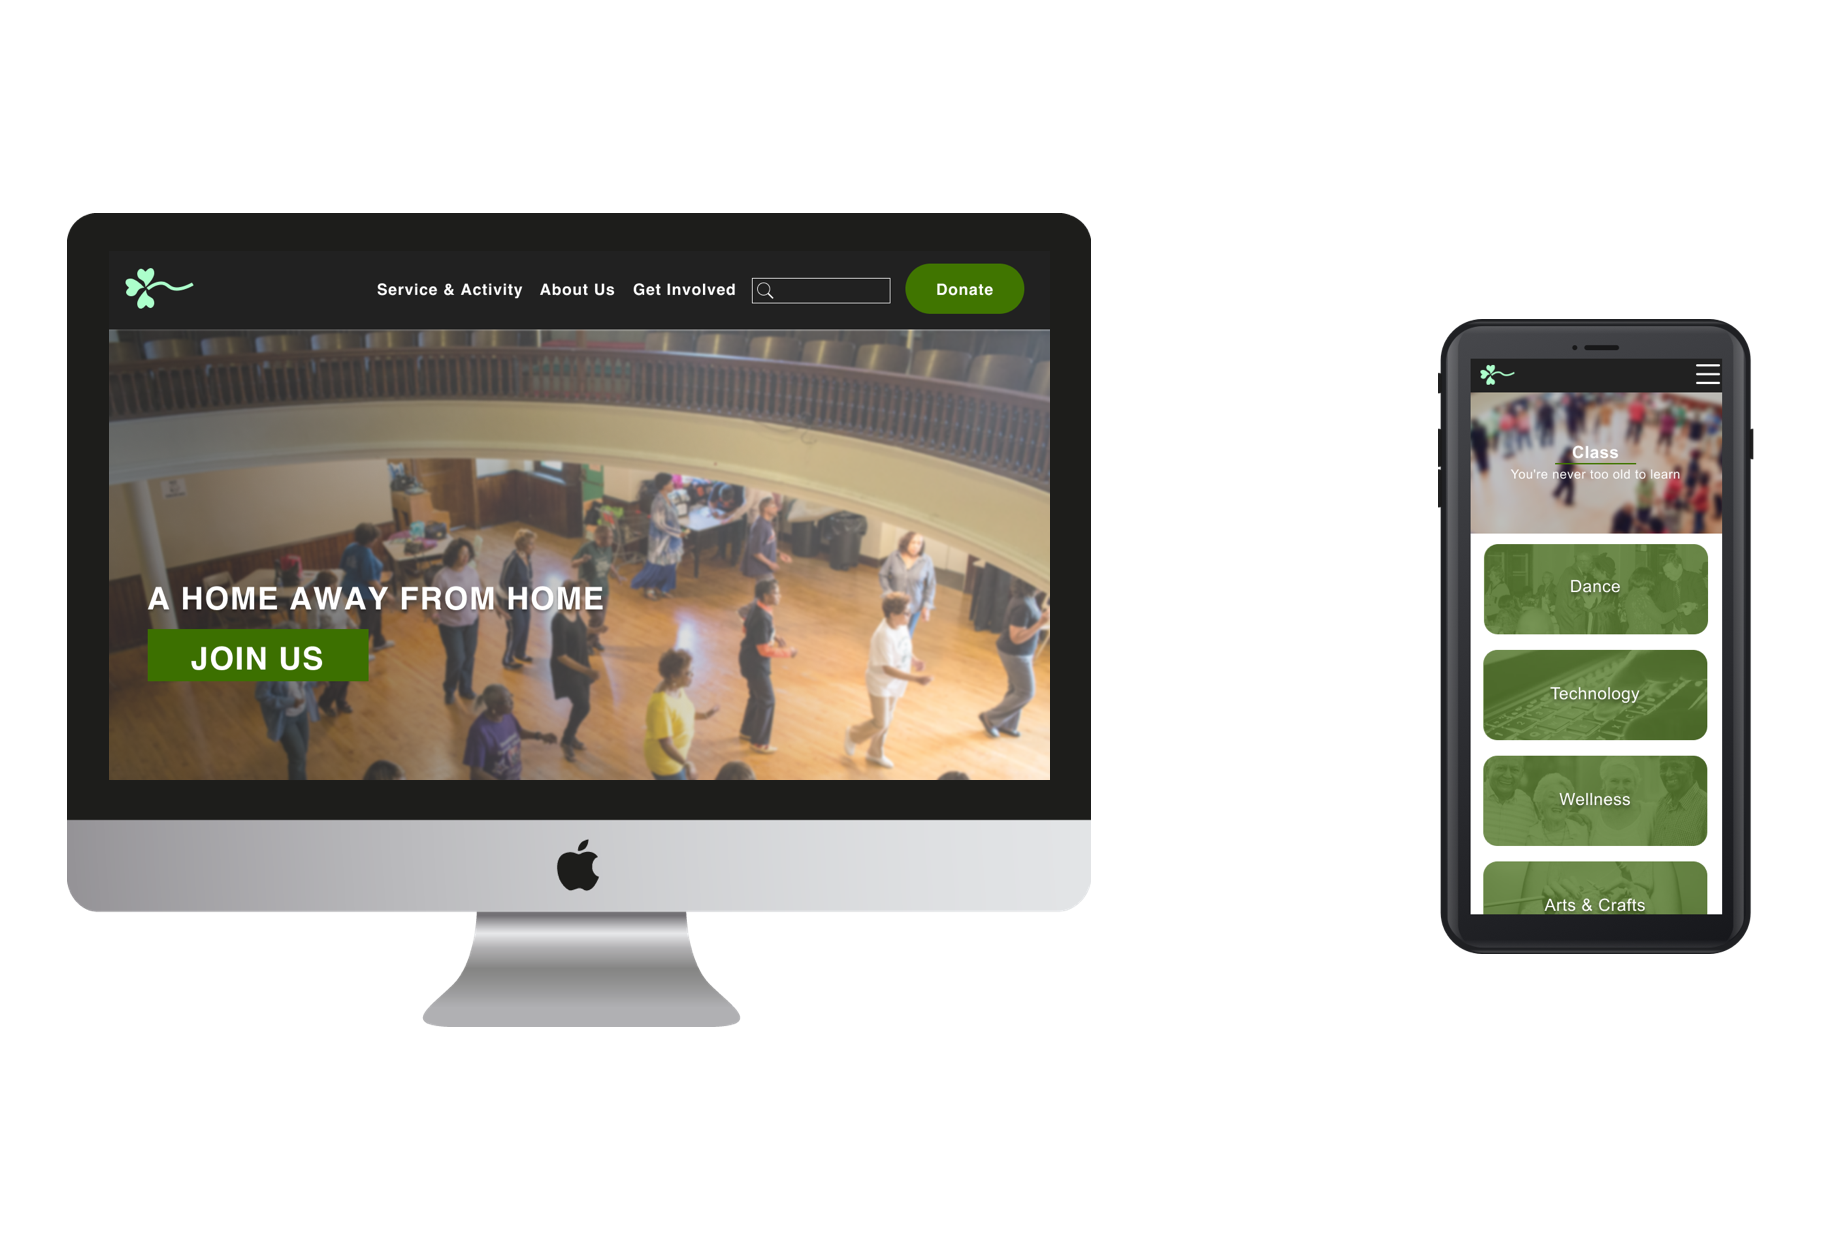 Service & Activity About Us Get Involved Donate
A HOME AWAY FROM HOME
JOIN US
Class
You're never too old to learn
Dance
Technology
Wellness
Arts & Crafts